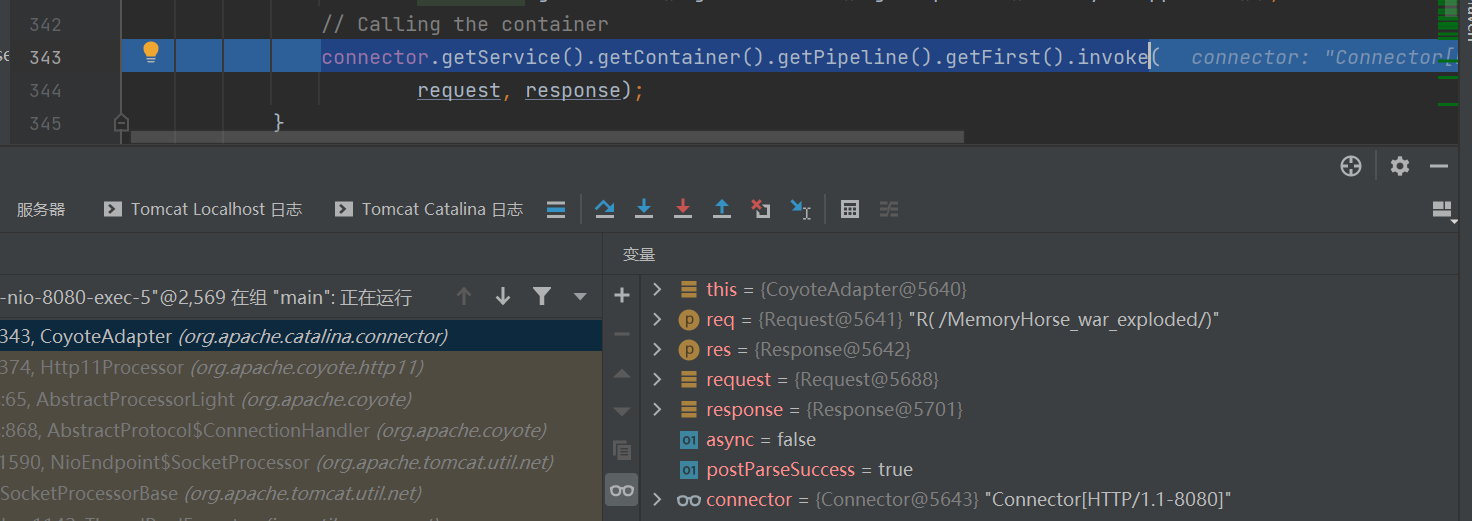 342 // Calling the container
343 connector.getService().getContainer().getPipeline().getFirst().invoke( connector: "Connector[
344 request, response);
345 }
服务器 Tomcat Localhost 日志 Tomcat Catalina 日志
变量
-nio-8080-exec-5"@2,569 在组 "main": 正在运行
343, CoyoteAdapter (org.apache.catalina.connector)
374, Http11Processor (org.apache.coyote.http11)
:65, AbstractProcessorLight (org.apache.coyote)
:868, AbstractProtocol$ConnectionHandler (org.apache.coyote)
1590, NioEndpoint$SocketProcessor (org.apache.tomcat.util.net)
SocketProcessorBase (org.apache.tomcat.util.net)
this = {CoyoteAdapter@5640}
p req = {Request@5641} "R( /MemoryHorse_war_exploded/)"
p res = {Response@5642}
request = {Request@5688}
response = {Response@5701}
01 async = false
01 postParseSuccess = true
connector = {Connector@5643} "Connector[HTTP/1.1-8080]"